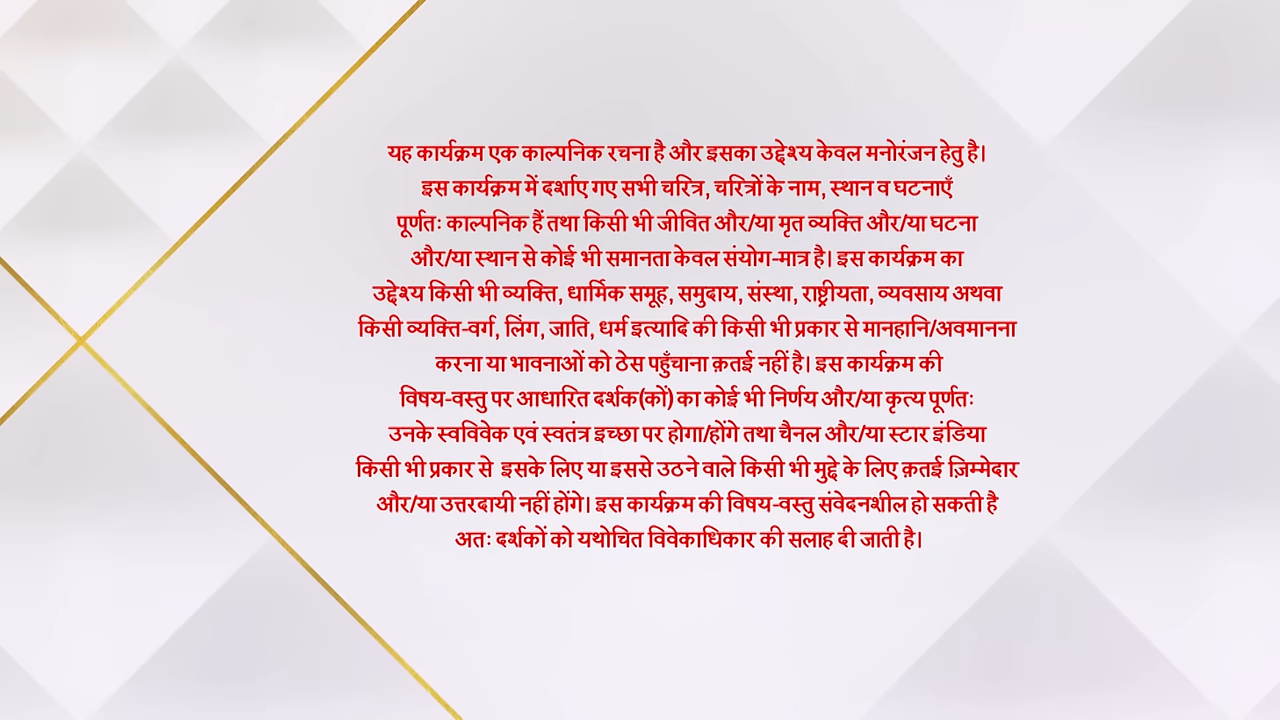 यह कार्यक्रम एक काल्पनिक रचना है और इसका उद्देश्य केवल मनोरंजन हेतु है।
इस कार्यक्रम में दर्शाए गए सभी चरित्र, चरित्रों के नाम, स्थान व घटनाएँ
पूर्णतः काल्पनिक हैं तथा किसी भी जीवित और/या मृत व्यक्ति और/या घटना
और/या स्थान से कोई भी समानता केवल संयोग-मात्र है। इस कार्यक्रम का
उद्देश्य किसी भी व्यक्ति, धार्मिक समूह, समुदाय, संस्था, राष्ट्रीयता, व्यवसाय अथवा
किसी व्यक्ति-वर्ग, लिंग, जाति, धर्म इत्यादि की किसी भी प्रकार से मानहानि/अवमानना
करना या भावनाओं को ठेस पहुँचाना क़तई नहीं है। इस कार्यक्रम की
विषय-वस्तु पर आधारित दर्शक(कों) का कोई भी निर्णय और/या कृत्य पूर्णतः
उनके स्वविवेक एवं स्वतंत्र इच्छा पर होगा/होंगे तथा चैनल और/या स्टार इंडिया
किसी भी प्रकार से इसके लिए या इससे उठने वाले किसी भी मुद्दे के लिए क़तई ज़िम्मेदार
और/या उत्तरदायी नहीं होंगे। इस कार्यक्रम की विषय-वस्तु संवेदनशील हो सकती है
अतः दर्शकों को यथोचित विवेकाधिकार की सलाह दी जाती है।